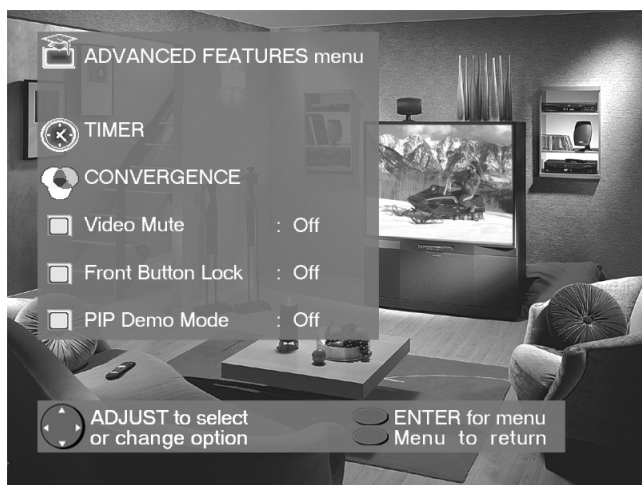 ADVANCED FEATURES menu
TIMER
CONVERGENCE
Video Mute : Off
Front Button Lock : Off
PIP Demo Mode : Off
ADJUST to select
or change option
ENTER for menu
Menu to return